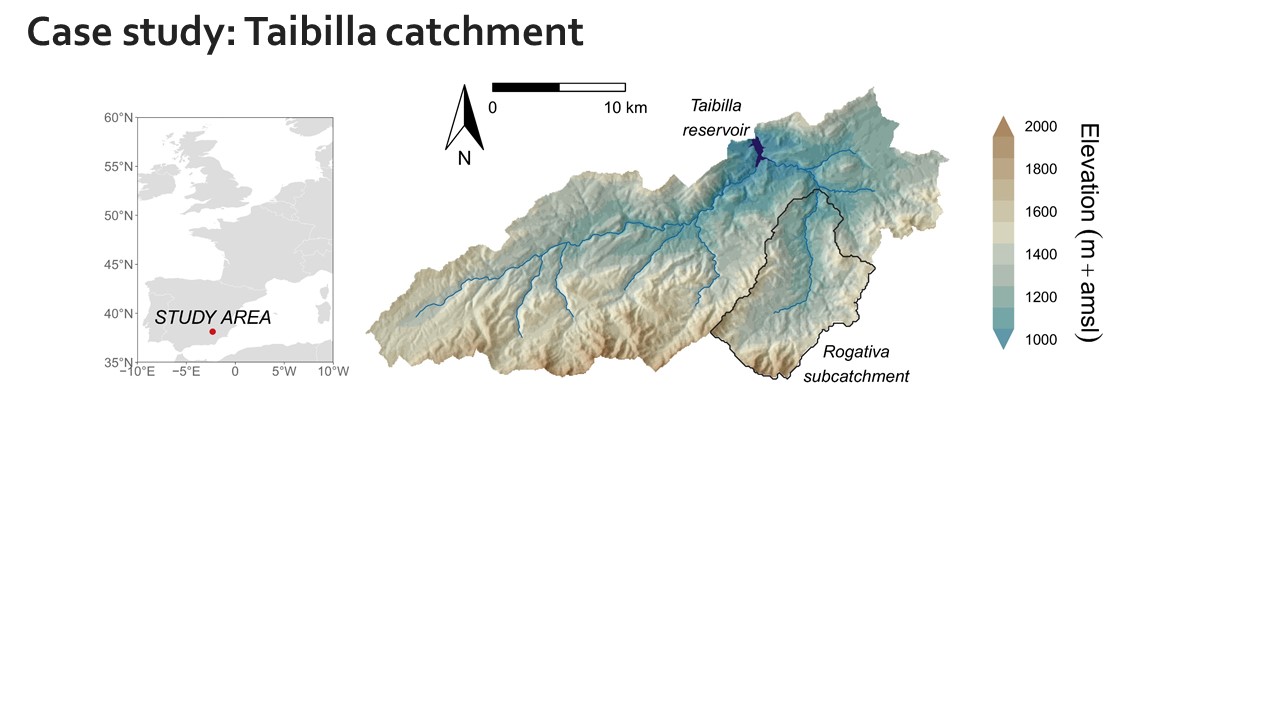 Case study: Taibilla catchment
60°N
55°N
50°N
45°N
40°N
35°N
−10°E
−5°E
0
5°W
10°W
STUDY AREA
N
0
10 km
Taibilla
reservoir
Rogativa
subcatchment
2000
1800
1600
1400
1200
1000
Elevation (m + amsl)